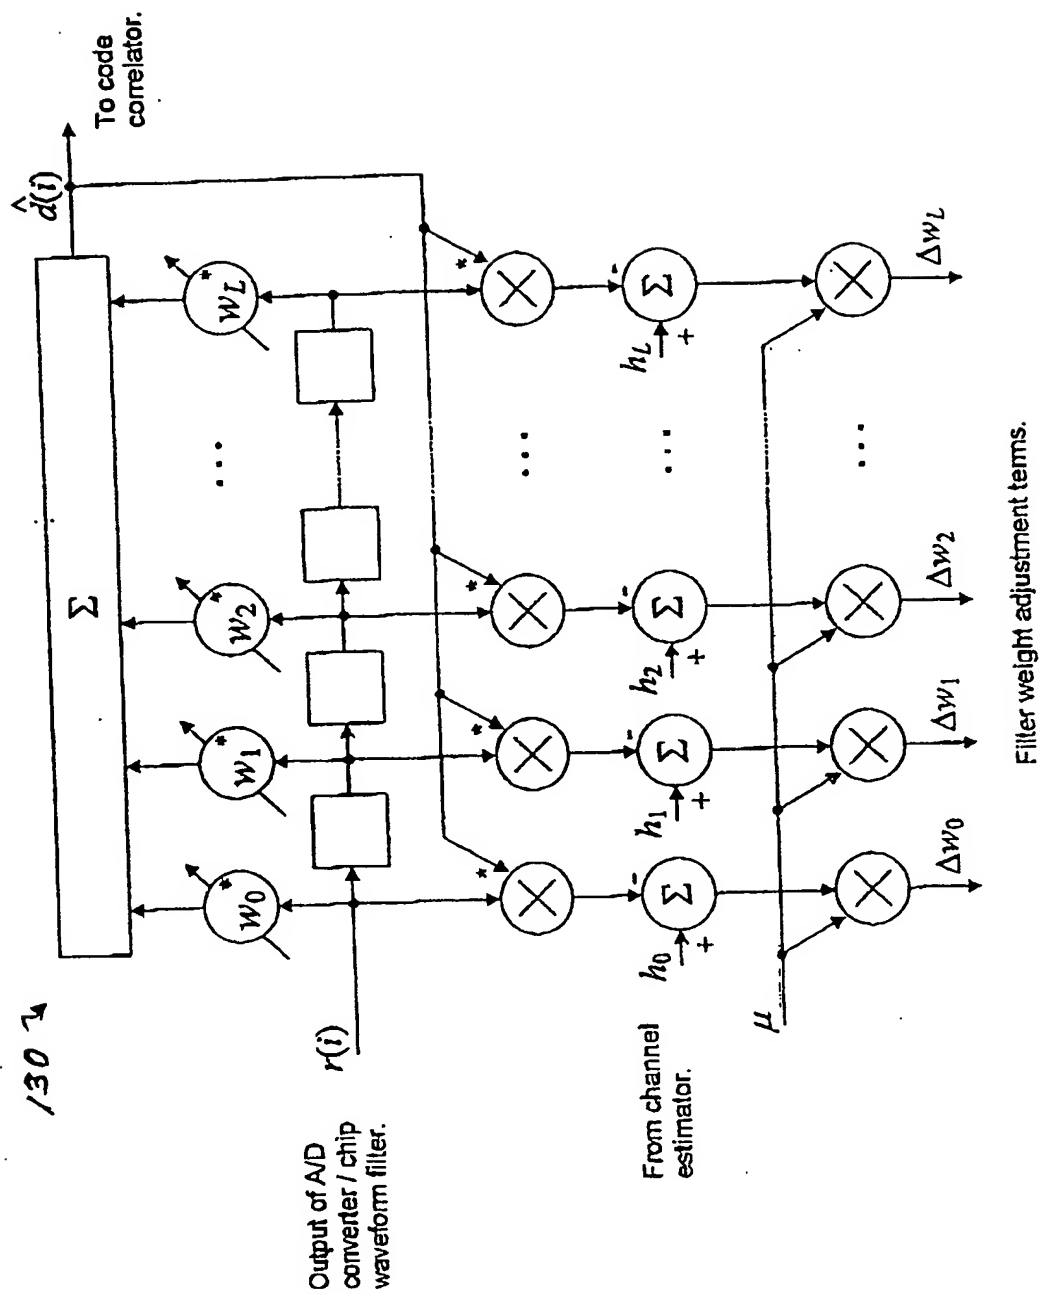 130
d̂(i)
To code
correlator.
Σ
w0*
w1*
w2*
...
wL*
r(i)
Output of A/D
converter / chip
waveform filter.
* * * *
...
- - - -
h0 + Σ
h1 + Σ
h2 + Σ
...
hL + Σ
From channel
estimator.
μ
...
Δw0
Δw1
Δw2
ΔwL
Filter weight adjustment terms.